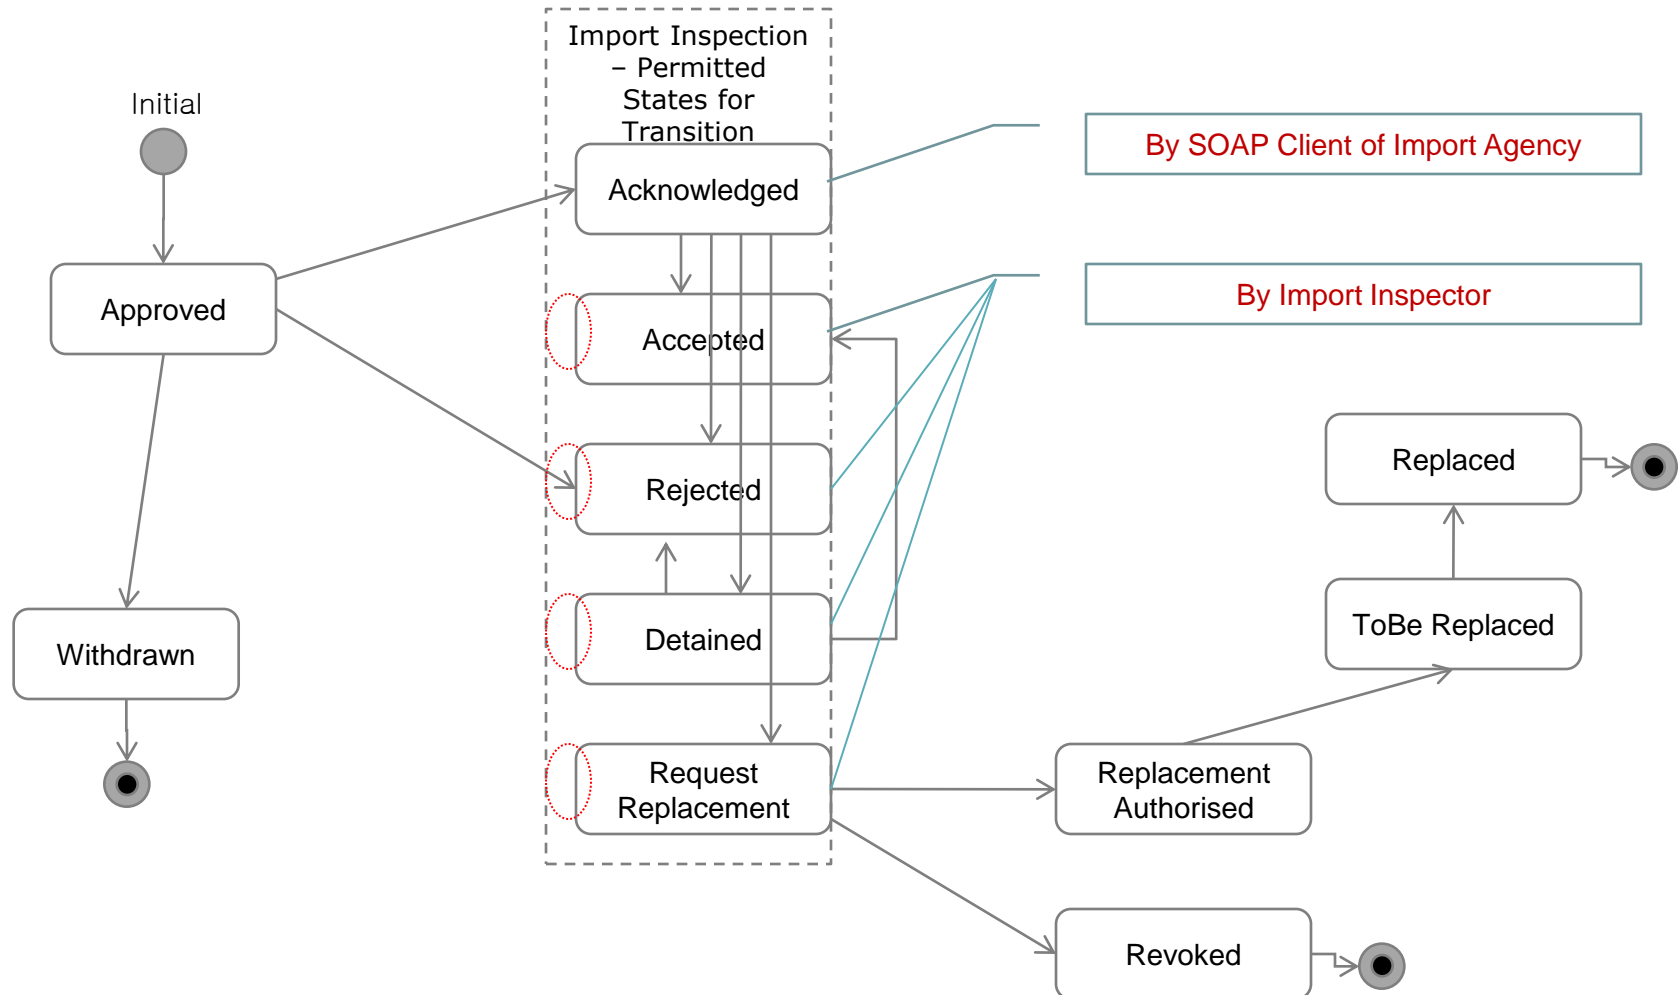 Import Inspection
– Permitted
States for
Transition
Initial
By SOAP Client of Import Agency
Acknowledged
Approved
By Import Inspector
Accepted
Replaced
Rejected
ToBe Replaced
Detained
Withdrawn
Request
Replacement
Replacement
Authorised
Revoked